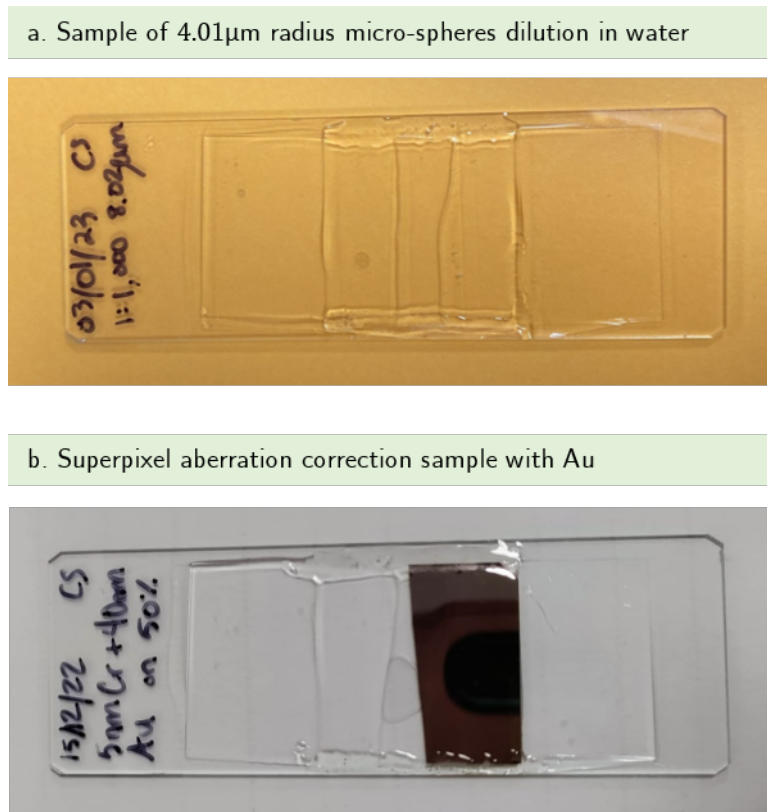 a. Sample of 4.01µm radius micro-spheres dilution in water
03/01/23 CS
1:1,000 8.02µm
b. Superpixel aberration correction sample with Au
15/12/22 CS
5nm Cr + 40nm
Au on 50%